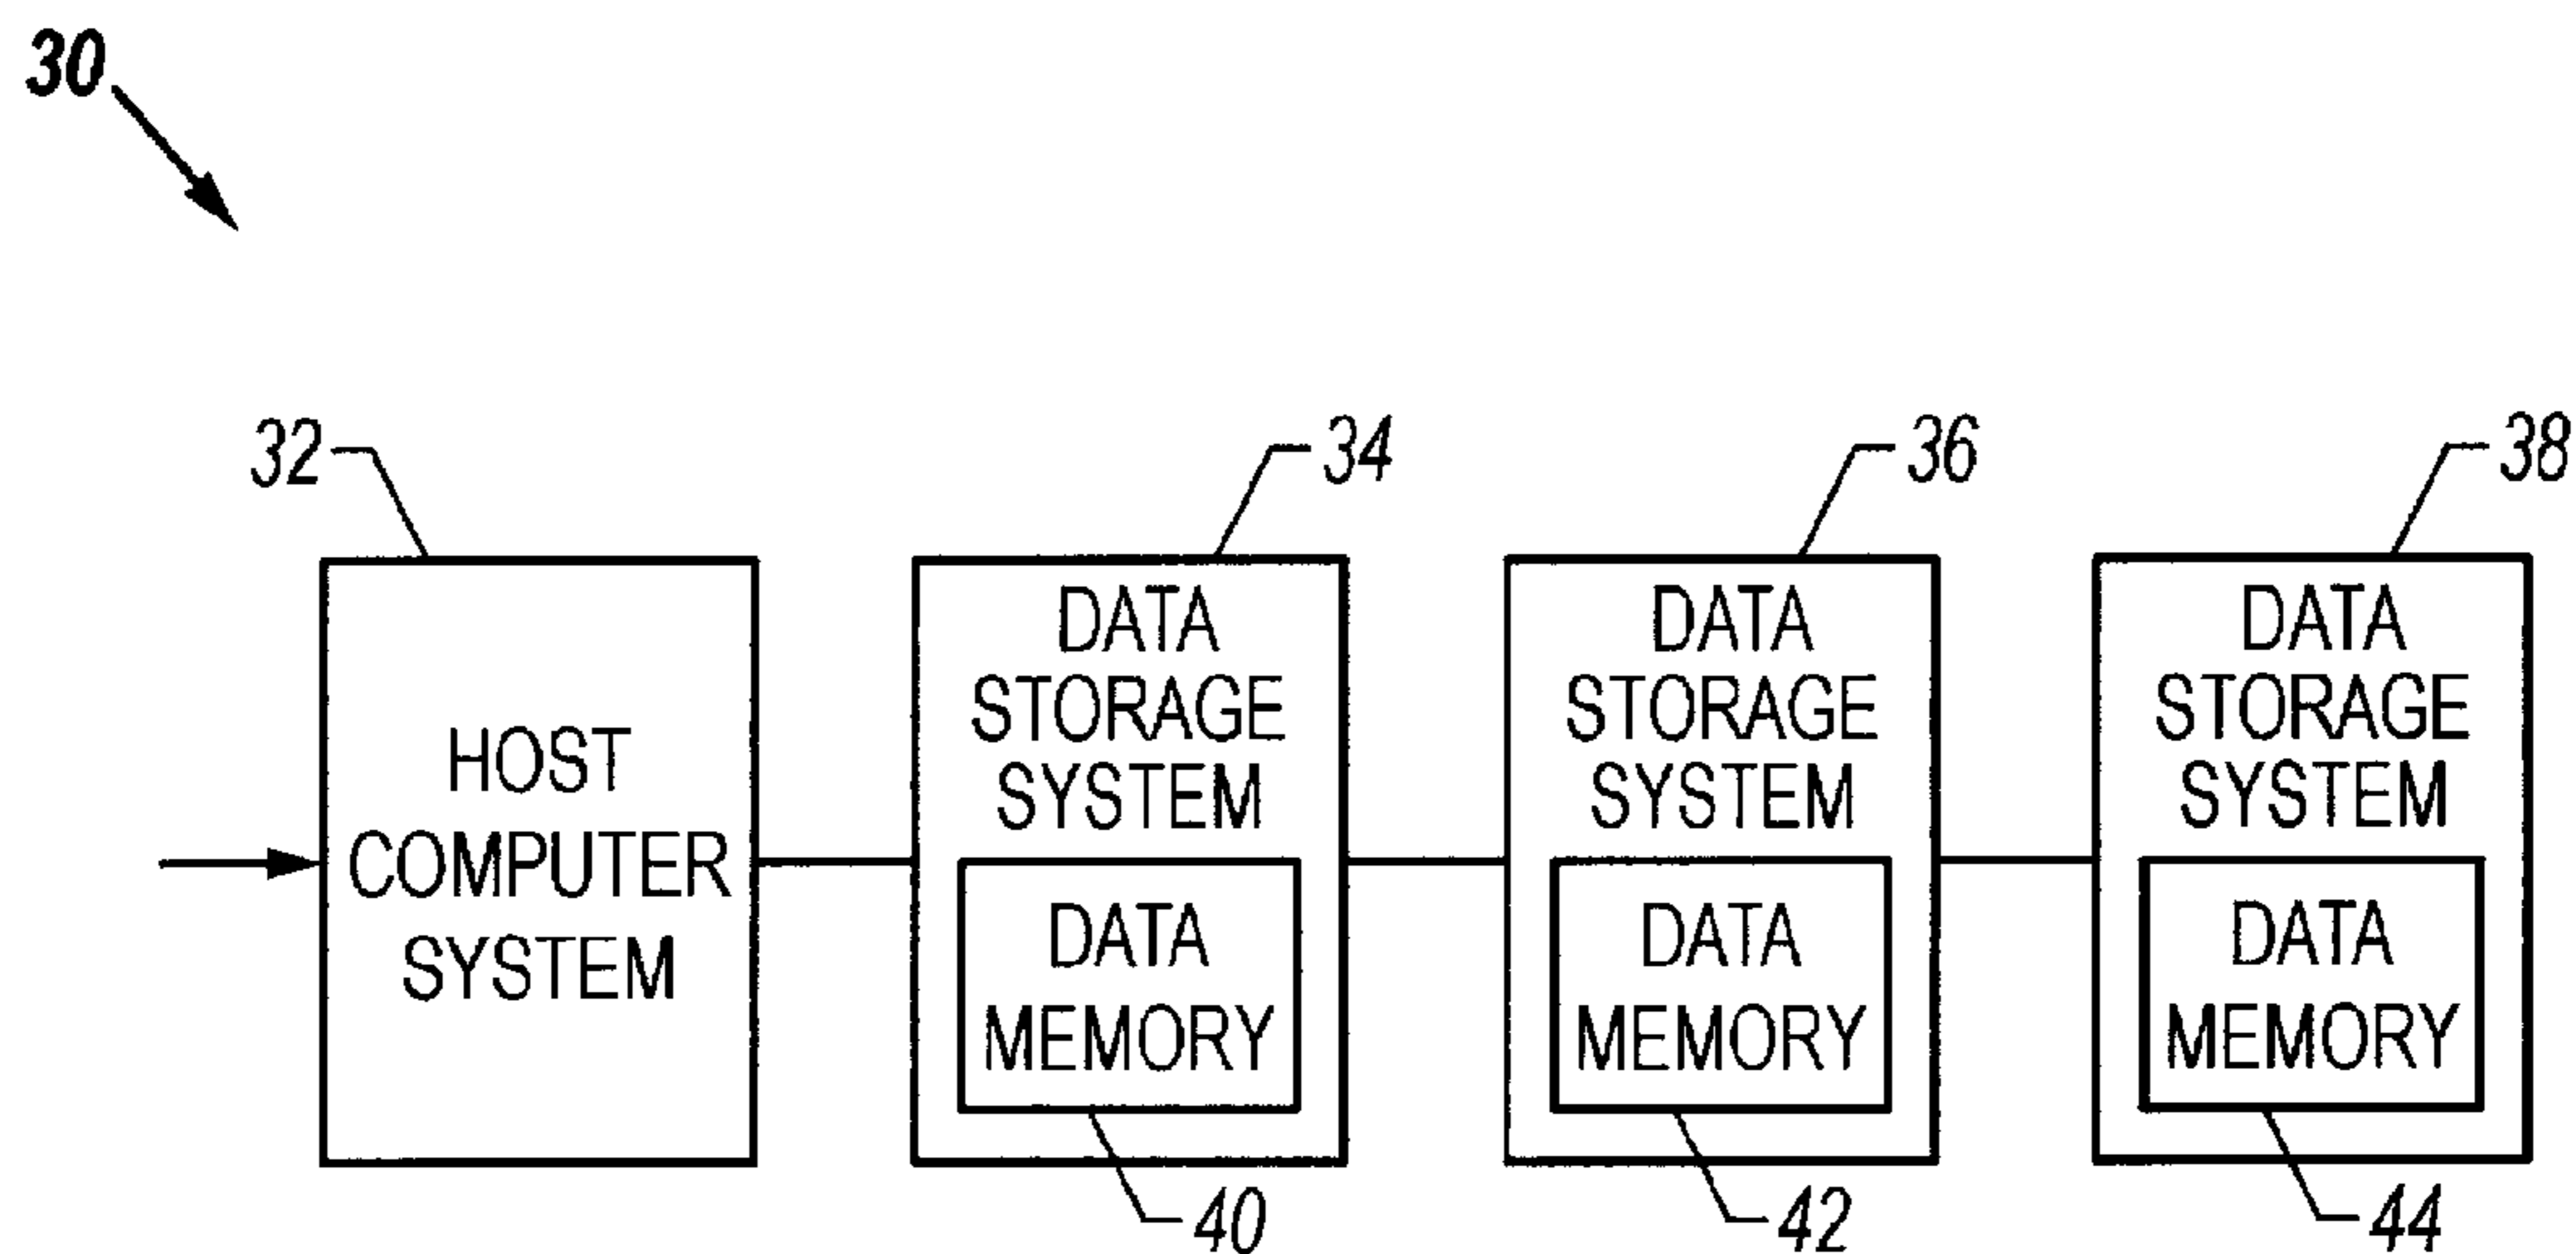 30
32
34
36
38
HOST
COMPUTER
SYSTEM
DATA
STORAGE
SYSTEM
DATA
MEMORY
DATA
STORAGE
SYSTEM
DATA
MEMORY
DATA
STORAGE
SYSTEM
DATA
MEMORY
40
42
44